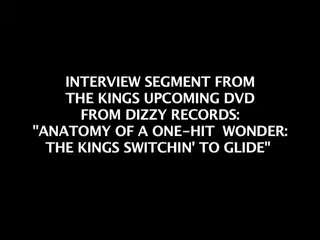 INTERVIEW SEGMENT FROM
THE KINGS UPCOMING DVD
FROM DIZZY RECORDS:
"ANATOMY OF A ONE-HIT WONDER:
THE KINGS SWITCHIN' TO GLIDE"